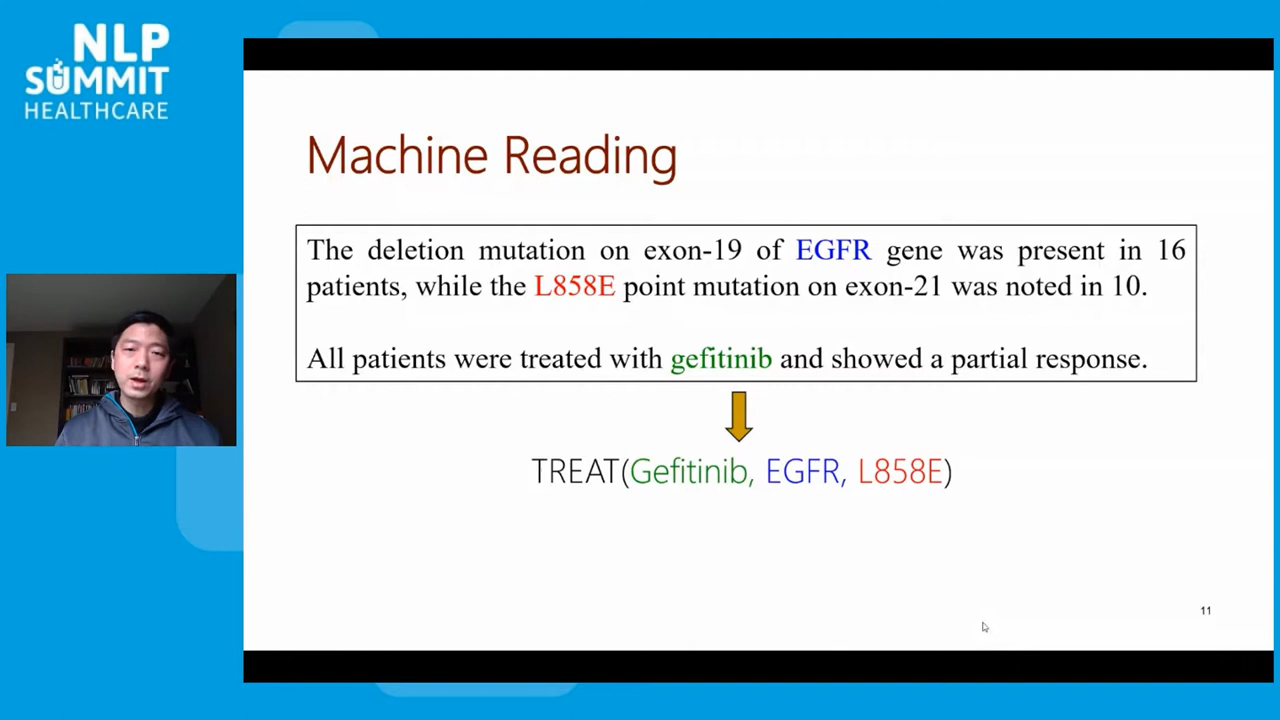 NLP
SUMMIT
HEALTHCARE
Machine Reading
The deletion mutation on exon-19 of EGFR gene was present in 16
patients, while the L858E point mutation on exon-21 was noted in 10.
All patients were treated with gefitinib and showed a partial response.
TREAT(Gefitinib, EGFR, L858E)
11